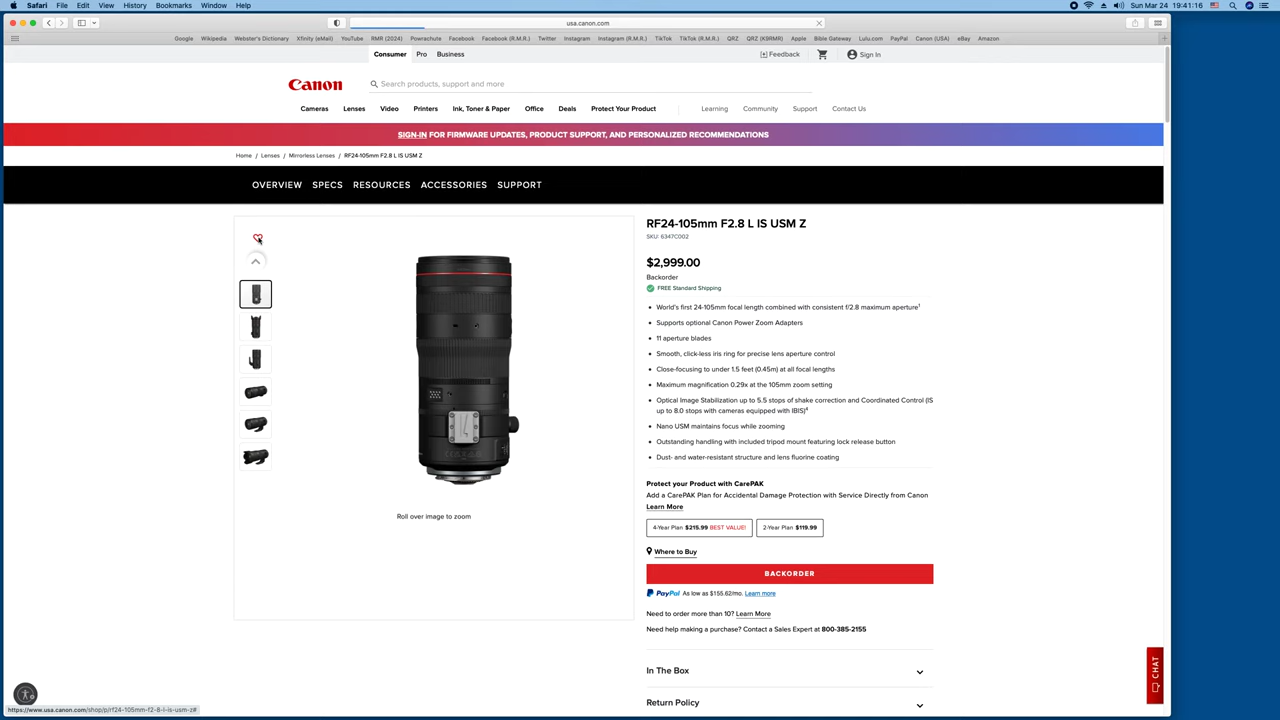 Safari File Edit View History Bookmarks Window Help
Sun Mar 24 19:41:16
usa.canon.com
Google Wikipedia Webster's Dictionary Xfinity (eMail) YouTube RMR (2024) Powrachute Facebook Facebook (R.M.R.) Twitter Instagram Instagram (R.M.R.) TikTok TikTok (R.M.R.) QRZ QRZ (K9RMR) Apple Bible Gateway Lulu.com PayPal Canon (USA) eBay Amazon
Consumer Pro Business
Feedback Sign In
Canon
Search products, support and more
Cameras Lenses Video Printers Ink, Toner & Paper Office Deals Protect Your Product Learning Community Support Contact Us
SIGN-IN FOR FIRMWARE UPDATES, PRODUCT SUPPORT, AND PERSONALIZED RECOMMENDATIONS
Home / Lenses / Mirrorless Lenses / RF24-105mm F2.8 L IS USM Z
OVERVIEW SPECS RESOURCES ACCESSORIES SUPPORT
Roll over image to zoom
RF24-105mm F2.8 L IS USM Z
SKU: 6347C002
$2,999.00
Backorder
FREE Standard Shipping
• World's first 24-105mm focal length combined with consistent f/2.8 maximum aperture¹
• Supports optional Canon Power Zoom Adapters
• 11 aperture blades
• Smooth, click-less iris ring for precise lens aperture control
• Close-focusing to under 1.5 feet (0.45m) at all focal lengths
• Maximum magnification 0.29x at the 105mm zoom setting
• Optical Image Stabilization up to 5.5 stops of shake correction and Coordinated Control (IS
up to 8.0 stops with cameras equipped with IBIS)⁴
• Nano USM maintains focus while zooming
• Outstanding handling with included tripod mount featuring lock release button
• Dust- and water-resistant structure and lens fluorine coating
Protect your Product with CarePAK
Add a CarePAK Plan for Accidental Damage Protection with Service Directly from Canon
Learn More
4-Year Plan $215.99 BEST VALUE! 2-Year Plan $119.99
Where to Buy
BACKORDER
PayPal As low as $155.62/mo. Learn more
Need to order more than 10? Learn More
Need help making a purchase? Contact a Sales Expert at 800-385-2155
In The Box
Return Policy
CHAT
https://www.usa.canon.com/shop/p/rf24-105mm-f2-8-l-is-usm-z#